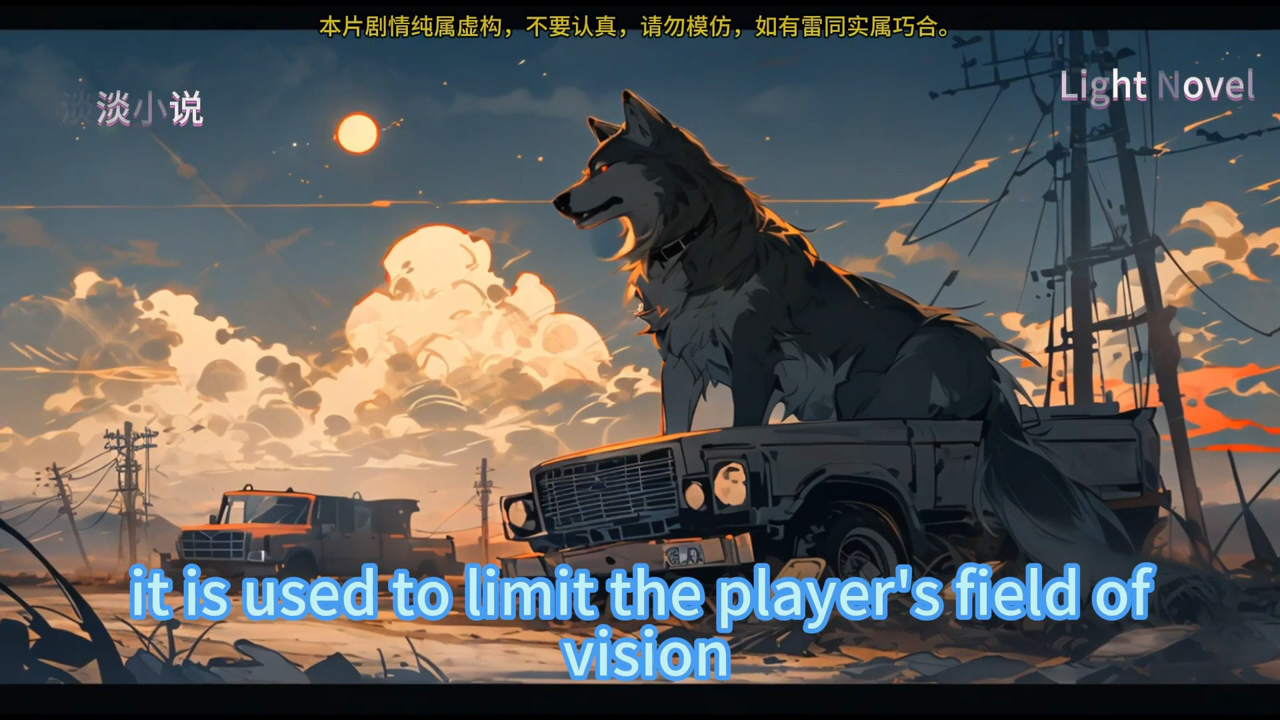 本片剧情纯属虚构，不要认真，请勿模仿，如有雷同实属巧合。
淡淡小说
Light Novel
it is used to limit the player's field of
vision